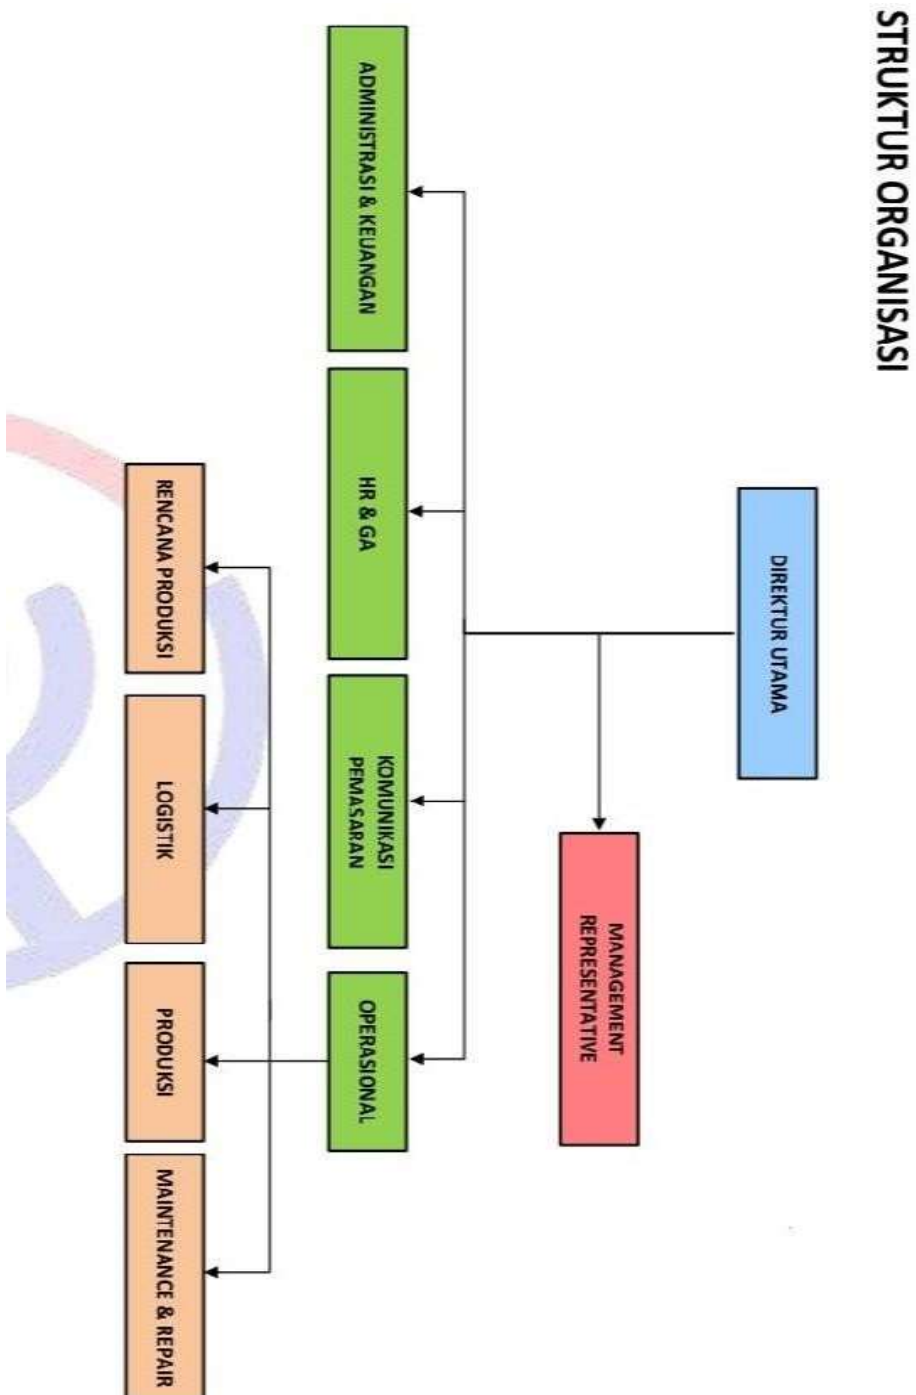 STRUKTUR ORGANISASI
DIREKTUR UTAMA
MANAGEMENT
REPRESENTATIVE
ADMINISTRASI & KEUANGAN
HR & GA
KOMUNIKASI
PEMASARAN
OPERASIONAL
RENCANA PRODUKSI
LOGISTIK
PRODUKSI
MAINTENANCE & REPAIR